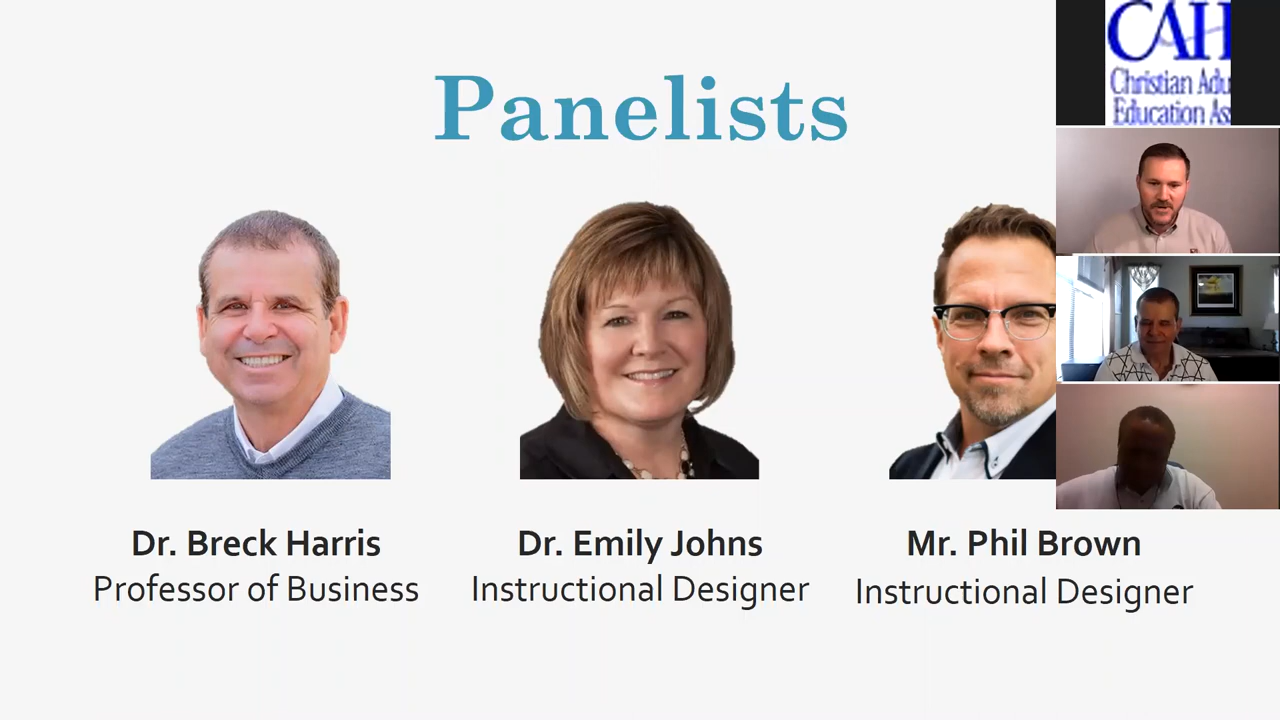 Panelists
CAH
Christian Adu
Education As
Dr. Breck Harris
Professor of Business
Dr. Emily Johns
Instructional Designer
Mr. Phil Brown
Instructional Designer